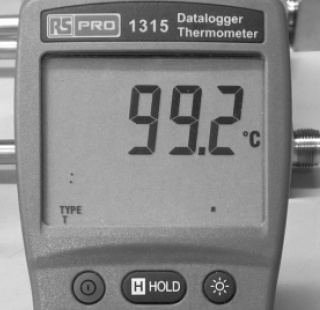 RS PRO 1315 Datalogger
Thermometer
99.2 °C
:
TYPE
T
H HOLD